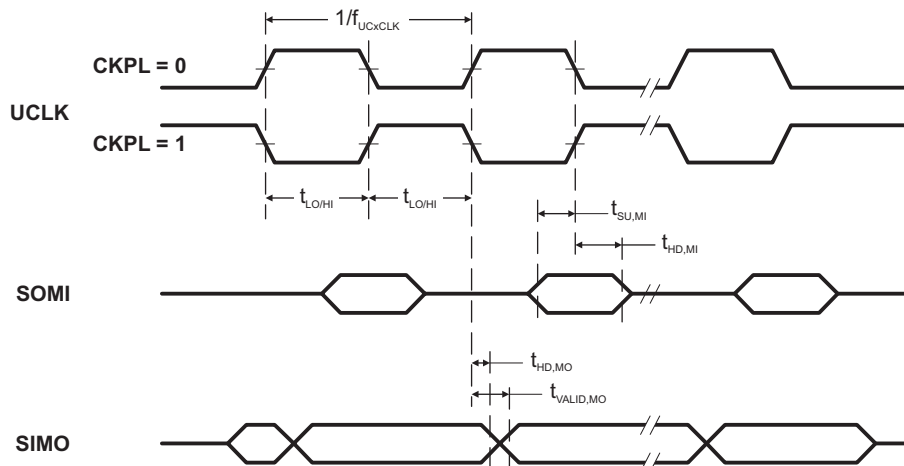 1/fUCxCLK
CKPL = 0
UCLK
CKPL = 1
tLO/HI
tLO/HI
tSU,MI
tHD,MI
SOMI
tHD,MO
tVALID,MO
SIMO